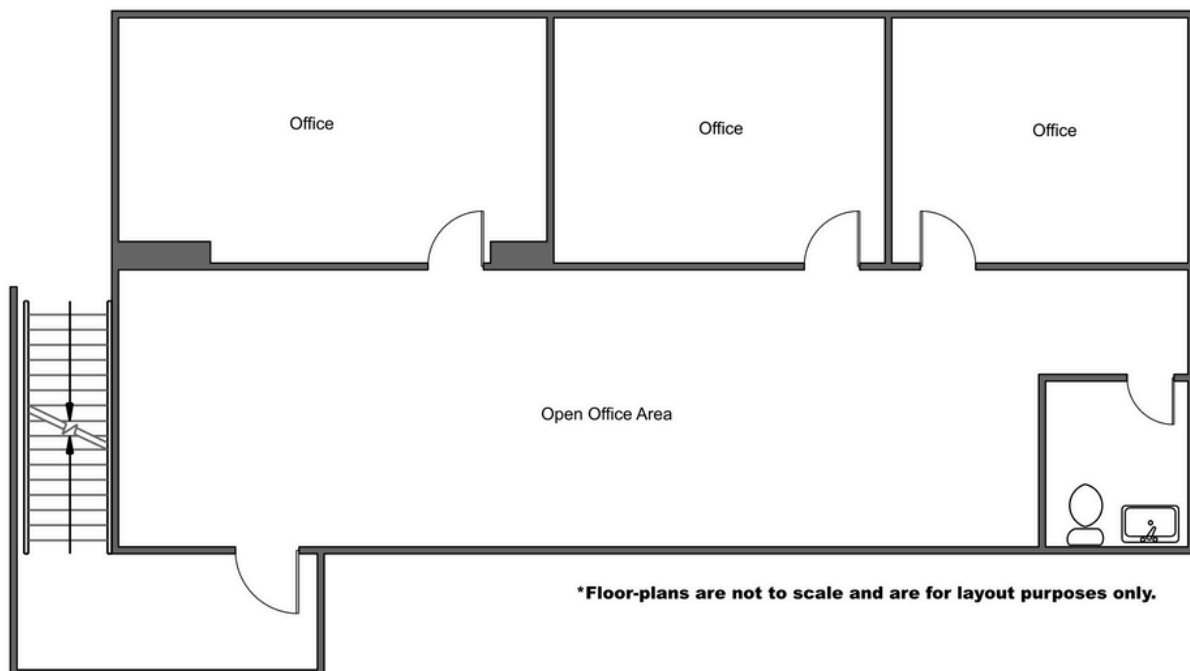 Office
Office
Office
Open Office Area
*Floor-plans are not to scale and are for layout purposes only.